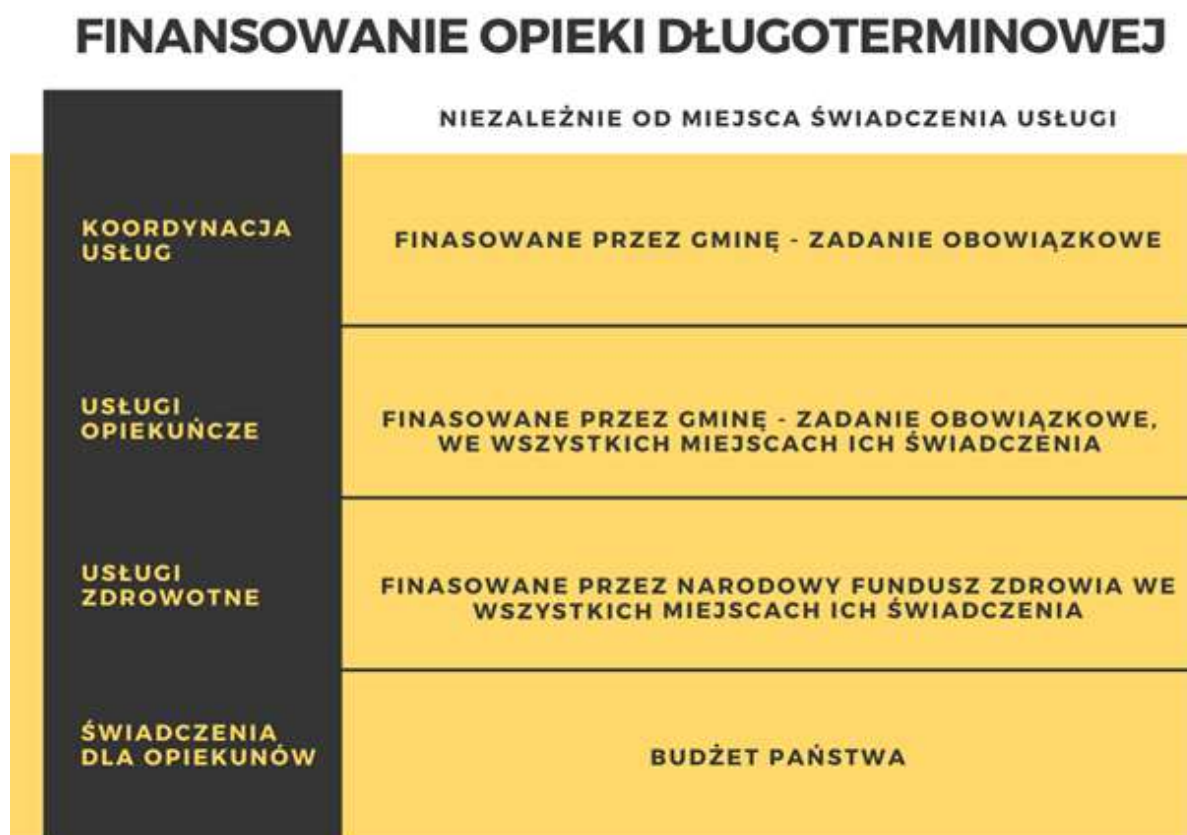 FINANSOWANIE OPIEKI DŁUGOTERMINOWEJ
NIEZALEŻNIE OD MIEJSCA ŚWIADCZENIA USŁUGI
KOORDYNACJA
USŁUG
FINASOWANE PRZEZ GMINĘ - ZADANIE OBOWIĄZKOWE
USŁUGI
OPIEKUŃCZE
FINASOWANE PRZEZ GMINĘ - ZADANIE OBOWIĄZKOWE,
WE WSZYSTKICH MIEJSCACH ICH ŚWIADCZENIA
USŁUGI
ZDROWOTNE
FINASOWANE PRZEZ NARODOWY FUNDUSZ ZDROWIA WE
WSZYSTKICH MIEJSCACH ICH ŚWIADCZENIA
ŚWIADCZENIA
DLA OPIEKUNÓW
BUDŻET PAŃSTWA